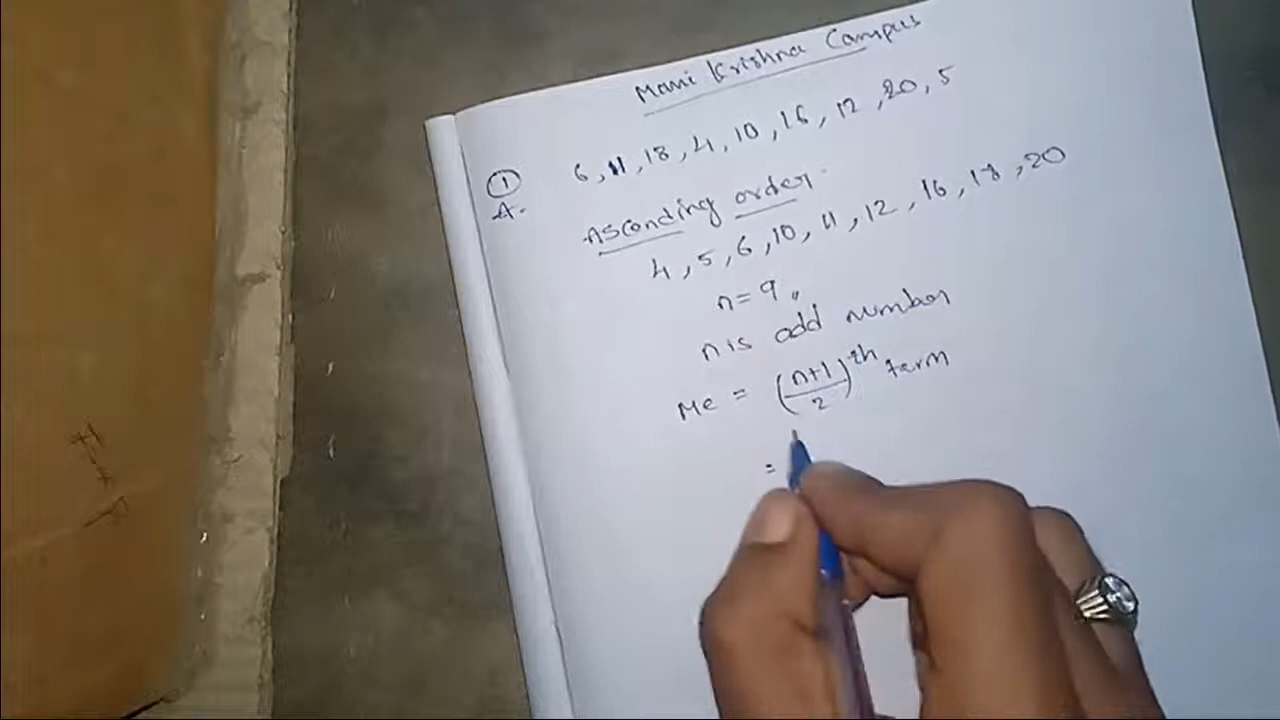 Mani Krishna Campus
① 6, 11, 18, 4, 10, 16, 12, 20, 5
A. Ascending order.
4, 5, 6, 10, 11, 12, 16, 18, 20
n=9,,
n is odd number
Me = (n+1/2)th term
=